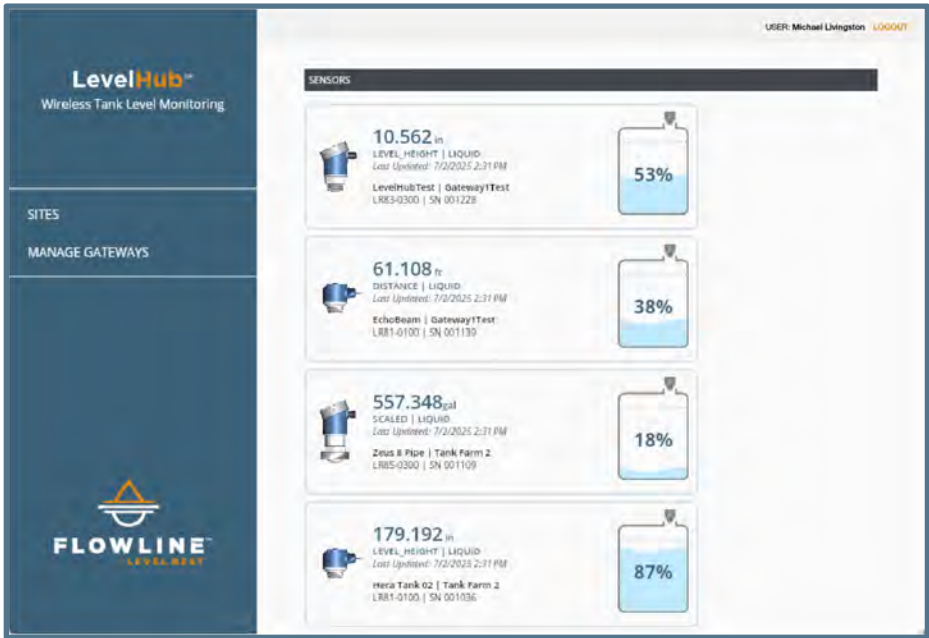 USER: Michael Livingston LOGOUT
LevelHub™
Wireless Tank Level Monitoring
SITES
MANAGE GATEWAYS
FLOWLINE™
LEVEL BEST
SENSORS
10.562 in
LEVEL_HEIGHT | LIQUID
Last Updated: 7/2/2025 2:31 PM
LevelHubTest | Gateway1Test
LR83-0300 | SN 001228
53%
61.108 ft
DISTANCE | LIQUID
Last Updated: 7/2/2025 2:31 PM
EchoBeam | Gateway1Test
LR81-0100 | SN 001130
38%
557.348 gal
SCALED | LIQUID
Last Updated: 7/2/2025 2:31 PM
Zeus 8 Pipe | Tank Farm 2
LR85-0300 | SN 001109
18%
179.192 in
LEVEL_HEIGHT | LIQUID
Last Updated: 7/2/2025 2:31 PM
Hera Tank 02 | Tank Farm 2
LR81-0100 | SN 001036
87%